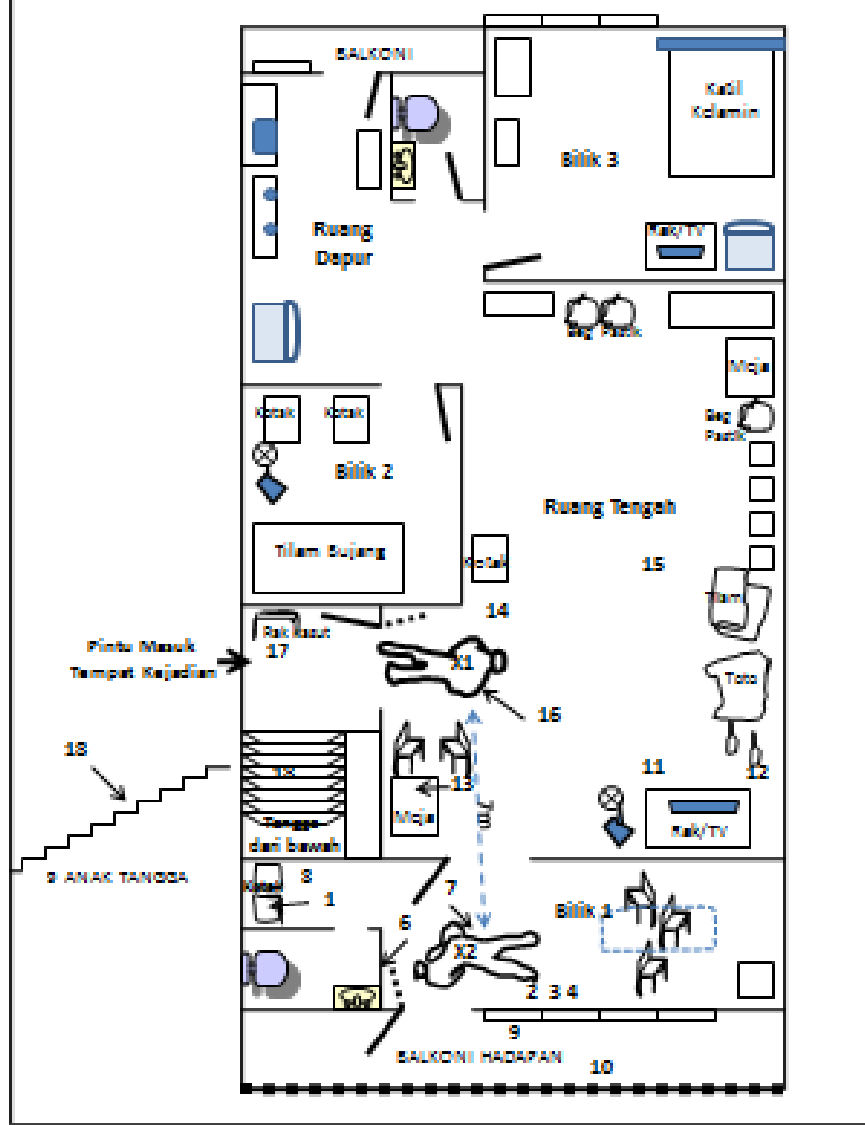 BALKONI
Katil
Kelamin
Bilik 3
Rak/TV
Ruang
Dapur
Beg Pastik
Meja
Beg
Pastik
Kotak
Kotak
Bilik 2
Ruang Tengah
Tilam Bujang
Kotak
15
Tilam
14
Rak kasut
17
Pintu Masuk
Tempat Kejadian
X1
Toto
16
18
11
12
13
18
Meja
Rak/TV
Tangga
dari bawah
9 ANAK TANGGA
Kotak
8
1
7
Bilik 1
6
X2
2 3 4
9
BALKONI HADAPAN
10